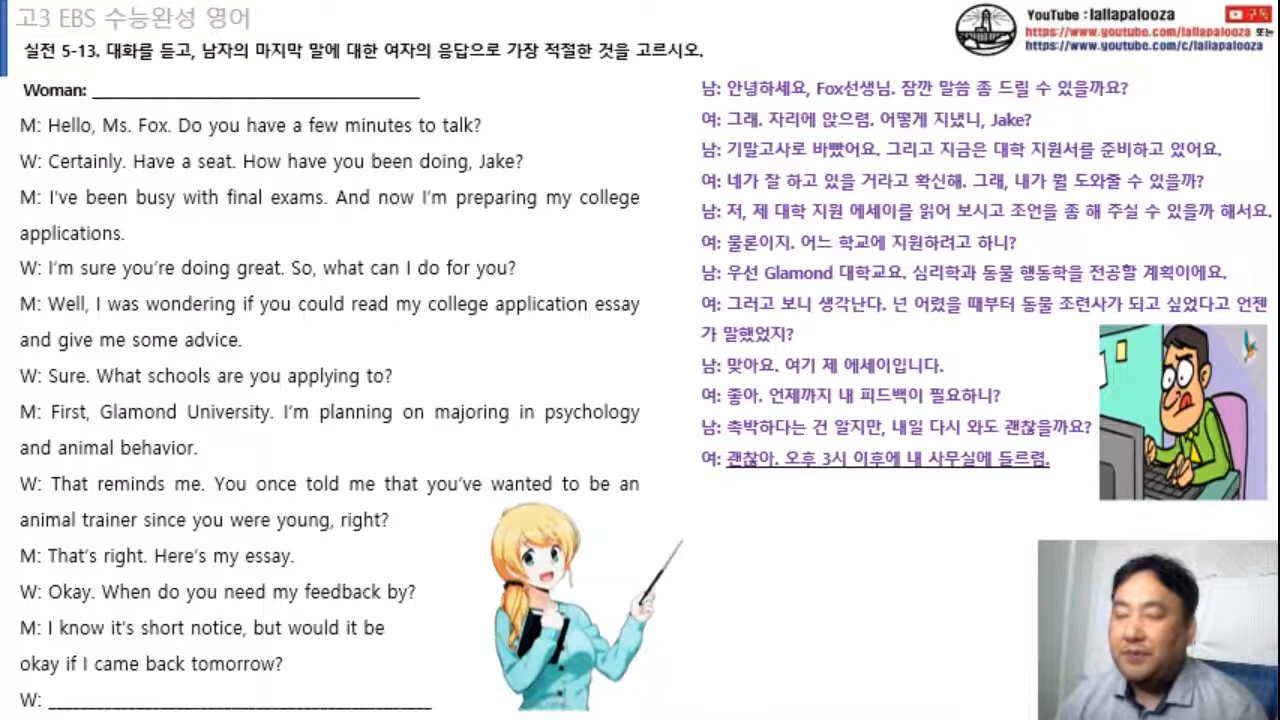 고3 EBS 수능완성 영어
YouTube : lallapalooza
구독
https://www.youtube.com/lallapalooza 또는
https://www.youtube.com/c/lallapalooza
실전 5-13. 대화를 듣고, 남자의 마지막 말에 대한 여자의 응답으로 가장 적절한 것을 고르시오.
Woman: ________________________________________
M: Hello, Ms. Fox. Do you have a few minutes to talk?
W: Certainly. Have a seat. How have you been doing, Jake?
M: I've been busy with final exams. And now I'm preparing my college
applications.
W: I'm sure you're doing great. So, what can I do for you?
M: Well, I was wondering if you could read my college application essay
and give me some advice.
W: Sure. What schools are you applying to?
M: First, Glamond University. I'm planning on majoring in psychology
and animal behavior.
W: That reminds me. You once told me that you've wanted to be an
animal trainer since you were young, right?
M: That's right. Here's my essay.
W: Okay. When do you need my feedback by?
M: I know it's short notice, but would it be
okay if I came back tomorrow?
W: ________________________________________________
남: 안녕하세요, Fox선생님. 잠깐 말씀 좀 드릴 수 있을까요?
여: 그래. 자리에 앉으렴. 어떻게 지냈니, Jake?
남: 기말고사로 바빴어요. 그리고 지금은 대학 지원서를 준비하고 있어요.
여: 네가 잘 하고 있을 거라고 확신해. 그래, 내가 뭘 도와줄 수 있을까?
남: 저, 제 대학 지원 에세이를 읽어 보시고 조언을 좀 해 주실 수 있을까 해서요.
여: 물론이지. 어느 학교에 지원하려고 하니?
남: 우선 Glamond 대학교요. 심리학과 동물 행동학을 전공할 계획이에요.
여: 그러고 보니 생각난다. 넌 어렸을 때부터 동물 조련사가 되고 싶었다고 언젠
가 말했었지?
남: 맞아요. 여기 제 에세이입니다.
여: 좋아. 언제까지 내 피드백이 필요하니?
남: 촉박하다는 건 알지만, 내일 다시 와도 괜찮을까요?
여: 괜찮아. 오후 3시 이후에 내 사무실에 들르렴.